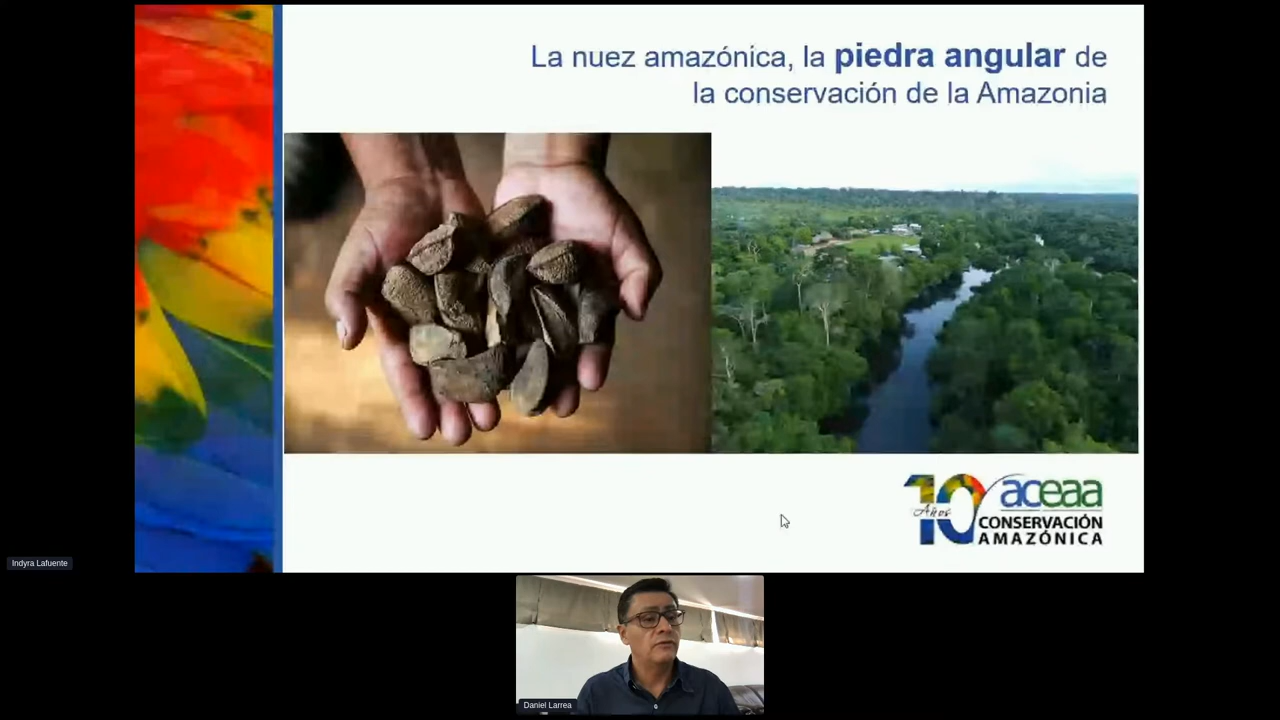 La nuez amazónica, la piedra angular de
la conservación de la Amazonia
10 Años aceaa
CONSERVACIÓN
AMAZÓNICA
Indyra Lafuente
Daniel Larrea